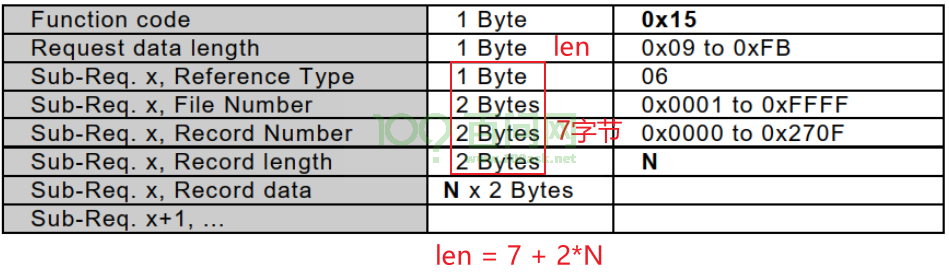 Function code 1 Byte 0x15
Request data length 1 Byte len 0x09 to 0xFB
Sub-Req. x, Reference Type 1 Byte 06
Sub-Req. x, File Number 2 Bytes 0x0001 to 0xFFFF
Sub-Req. x, Record Number 2 Bytes 7字节 0x0000 to 0x270F
Sub-Req. x, Record length 2 Bytes N
Sub-Req. x, Record data N x 2 Bytes
Sub-Req. x+1, ...
len = 7 + 2*N